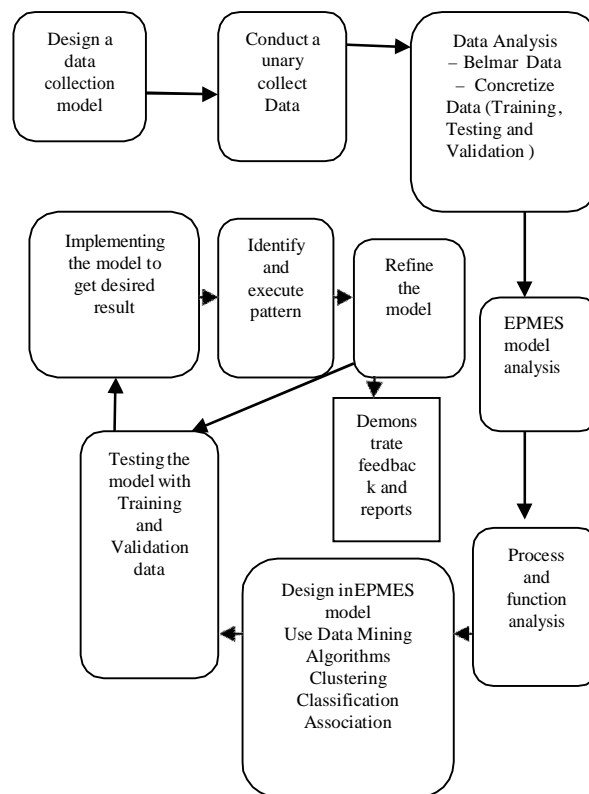 Design a
data
collection
model
Conduct a
unary
collect
Data
Data Analysis
– Belmar Data
– Concretize
Data (Training,
Testing and
Validation )
Implementing
the model to
get desired
result
Identify
and
execute
pattern
Refine
the
model
EPMES
model
analysis
Demons
trate
feedbac
k and
reports
Testing the
model with
Training
and
Validation
data
Process
and
function
analysis
Design in EPMES
model
Use Data Mining
Algorithms
Clustering
Classification
Association